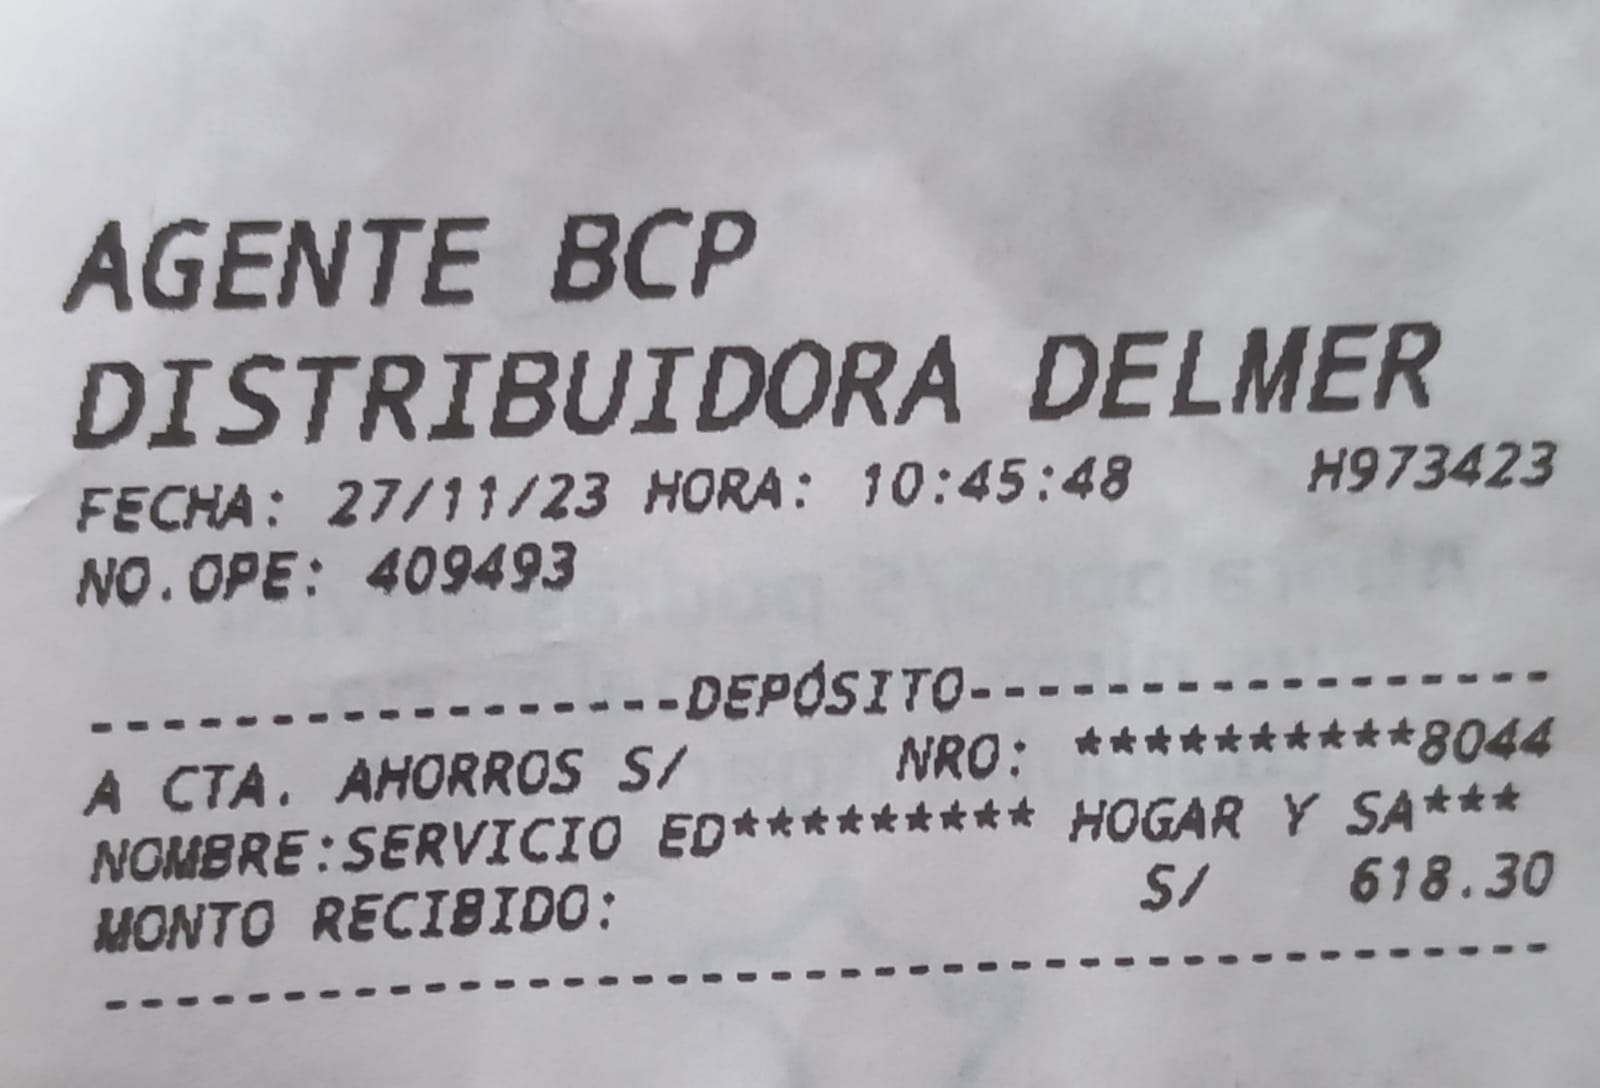 AGENTE BCP
DISTRIBUIDORA DELMER
FECHA: 27/11/23 HORA: 10:45:48 H973423
NO.OPE: 409493
------------------DEPÓSITO------------------
A CTA. AHORROS S/ NRO: **********8044
NOMBRE:SERVICIO ED********* HOGAR Y SA***
MONTO RECIBIDO: S/ 618.30